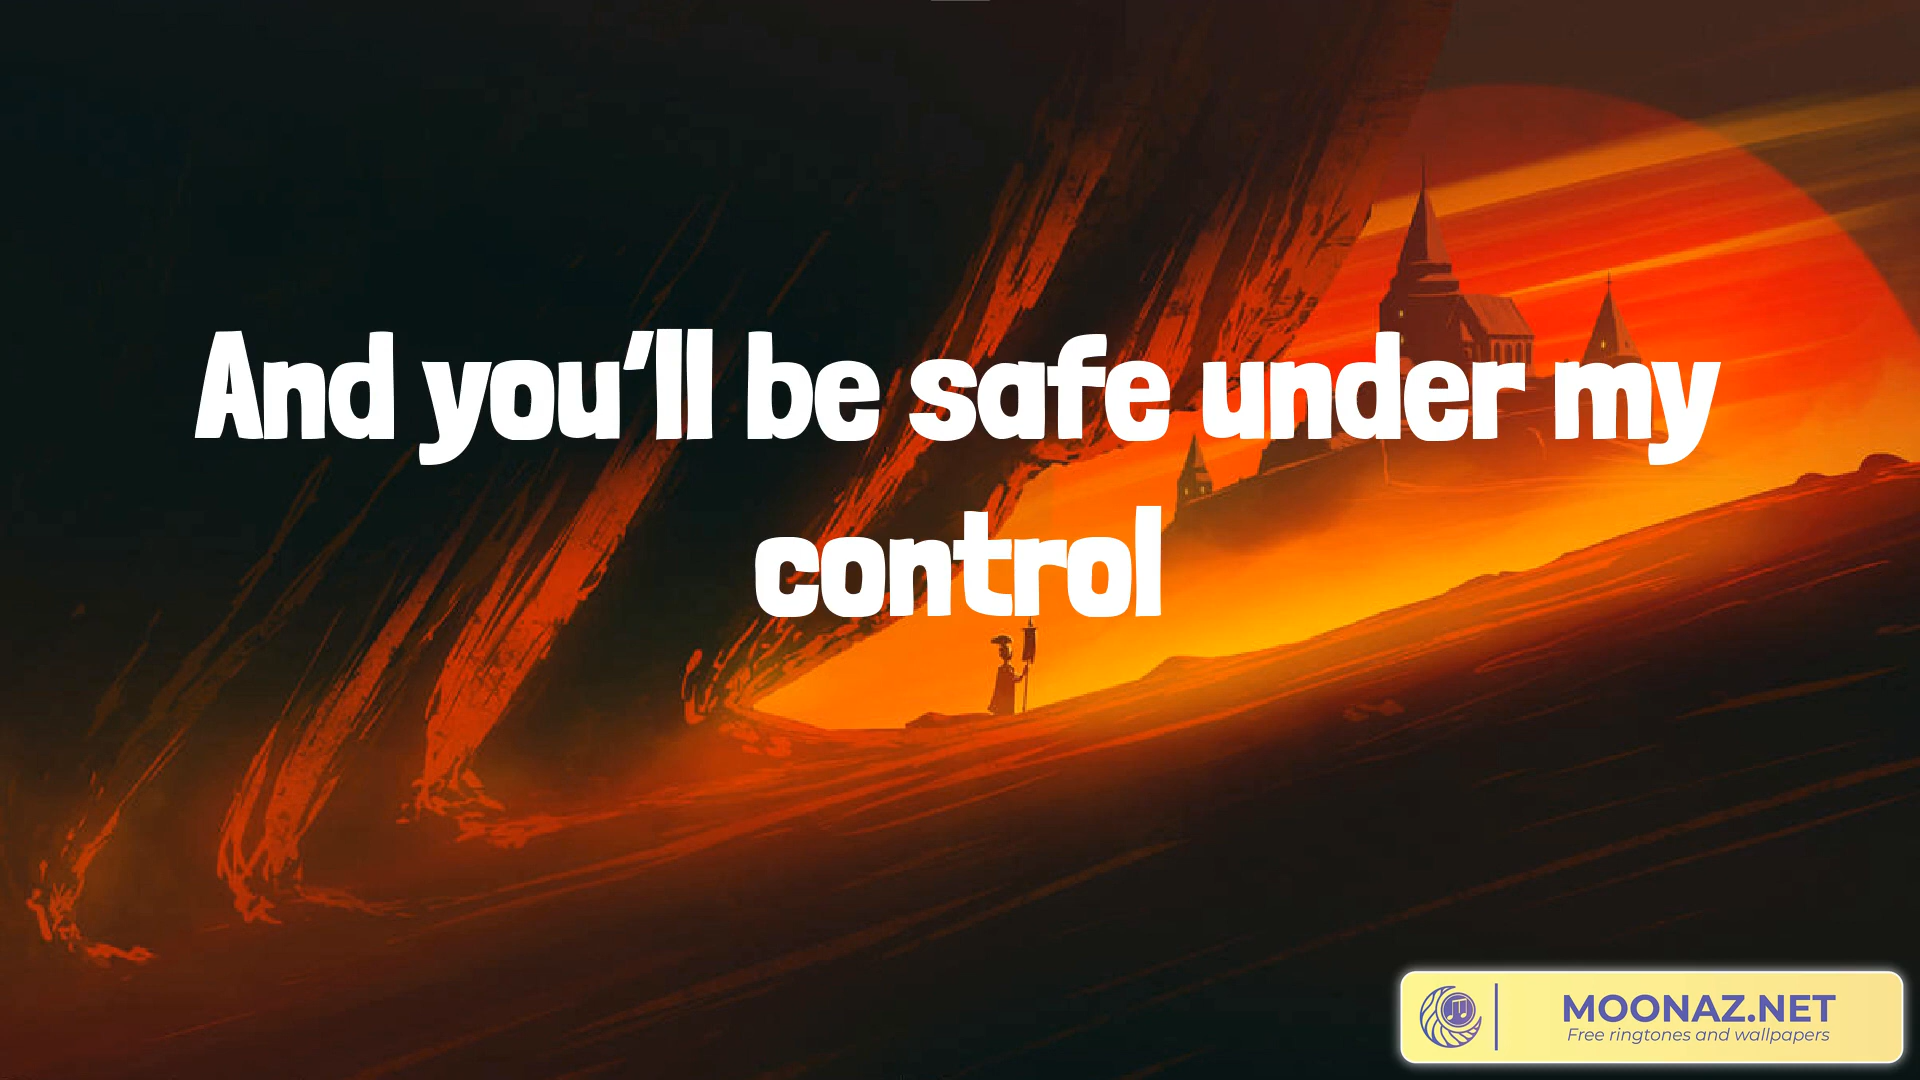 And you'll be safe under my
control
MOONAZ.NET
Free ringtones and wallpapers